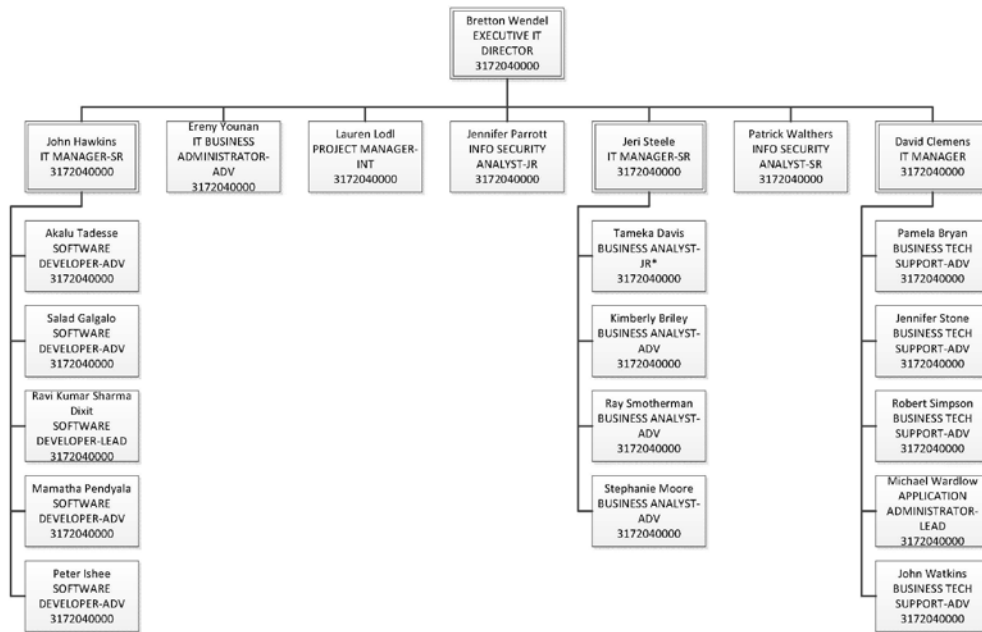 Bretton Wendel
EXECUTIVE IT
DIRECTOR
3172040000
John Hawkins
IT MANAGER-SR
3172040000
Ereny Younan
IT BUSINESS
ADMINISTRATOR-
ADV
3172040000
Lauren Lodl
PROJECT MANAGER-
INT
3172040000
Jennifer Parrott
INFO SECURITY
ANALYST-JR
3172040000
Jeri Steele
IT MANAGER-SR
3172040000
Patrick Walthers
INFO SECURITY
ANALYST-SR
3172040000
David Clemens
IT MANAGER
3172040000
Akalu Tadesse
SOFTWARE
DEVELOPER-ADV
3172040000
Salad Galgalo
SOFTWARE
DEVELOPER-ADV
3172040000
Ravi Kumar Sharma
Dixit
SOFTWARE
DEVELOPER-LEAD
3172040000
Mamatha Pendyala
SOFTWARE
DEVELOPER-ADV
3172040000
Peter Ishee
SOFTWARE
DEVELOPER-ADV
3172040000
Tameka Davis
BUSINESS ANALYST-
JR*
3172040000
Kimberly Briley
BUSINESS ANALYST-
ADV
3172040000
Ray Smotherman
BUSINESS ANALYST-
ADV
3172040000
Stephanie Moore
BUSINESS ANALYST-
ADV
3172040000
Pamela Bryan
BUSINESS TECH
SUPPORT-ADV
3172040000
Jennifer Stone
BUSINESS TECH
SUPPORT-ADV
3172040000
Robert Simpson
BUSINESS TECH
SUPPORT-ADV
3172040000
Michael Wardlow
APPLICATION
ADMINISTRATOR-
LEAD
3172040000
John Watkins
BUSINESS TECH
SUPPORT-ADV
3172040000